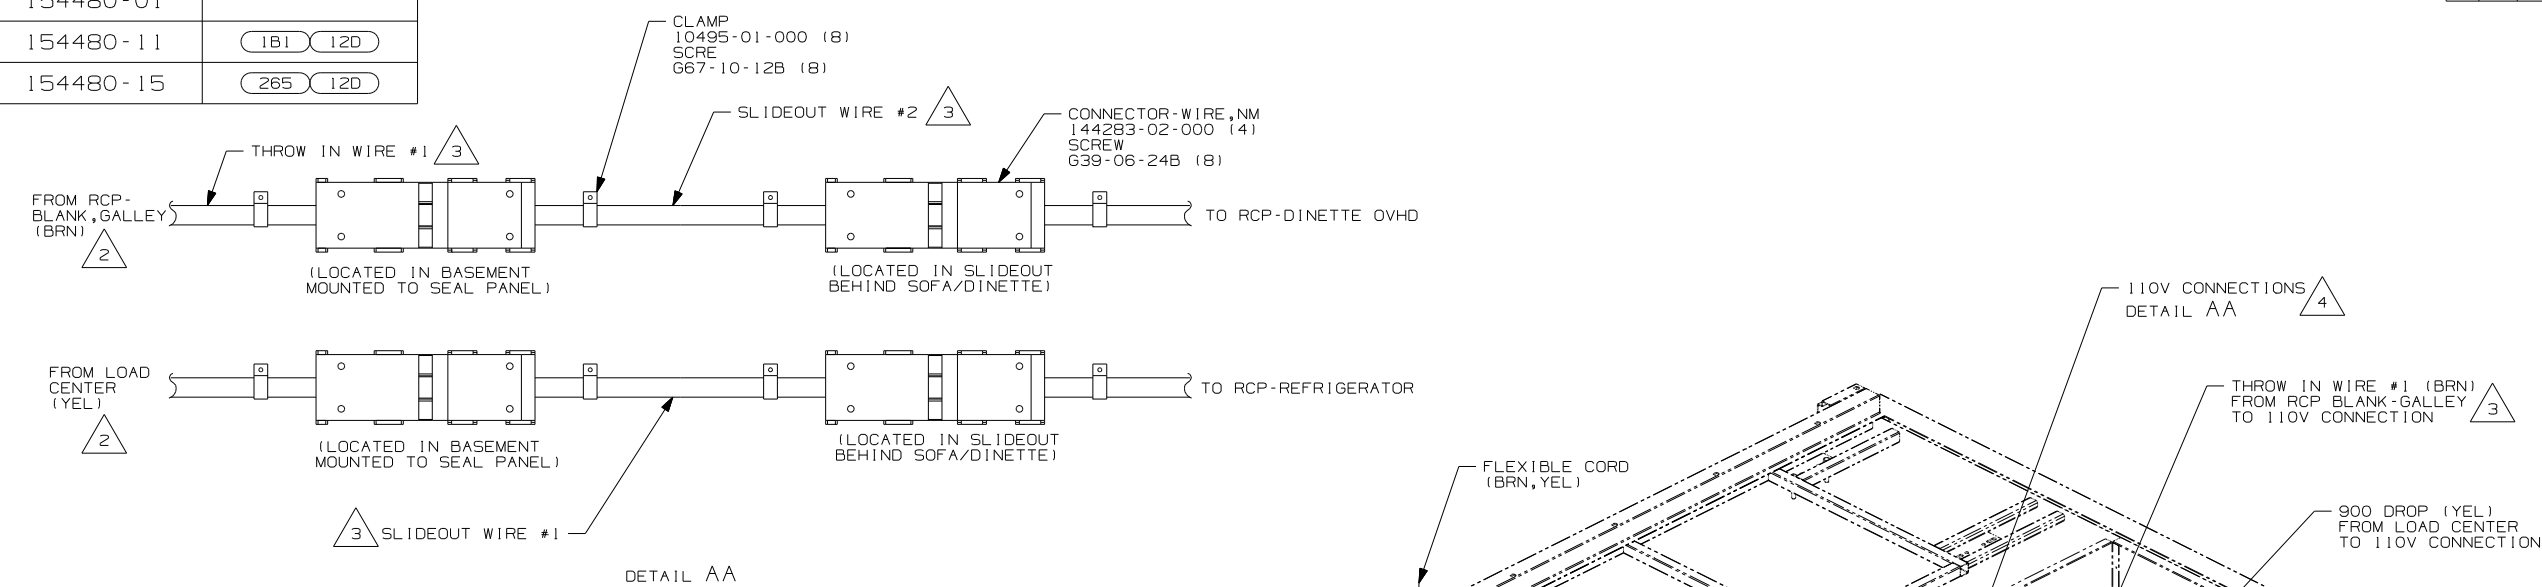 154480-01
154480-11 1B1 12D
154480-15 265 12D
CLAMP
10495-01-000 (8)
SCRE
G67-10-12B (8)
SLIDEOUT WIRE #2 3
CONNECTOR-WIRE,NM
144283-02-000 (4)
SCREW
G39-06-24B (8)
THROW IN WIRE #1 3
FROM RCP-
BLANK,GALLEY
(BRN)
2
TO RCP-DINETTE OVHD
(LOCATED IN BASEMENT
MOUNTED TO SEAL PANEL)
(LOCATED IN SLIDEOUT
BEHIND SOFA/DINETTE)
FROM LOAD
CENTER
(YEL)
2
TO RCP-REFRIGERATOR
(LOCATED IN BASEMENT
MOUNTED TO SEAL PANEL)
(LOCATED IN SLIDEOUT
BEHIND SOFA/DINETTE)
3 SLIDEOUT WIRE #1
DETAIL AA
110V CONNECTIONS 4
DETAIL AA
THROW IN WIRE #1 (BRN)
FROM RCP BLANK-GALLEY 3
TO 110V CONNECTION
FLEXIBLE CORD
(BRN,YEL)
900 DROP (YEL)
FROM LOAD CENTER
TO 110V CONNECTION